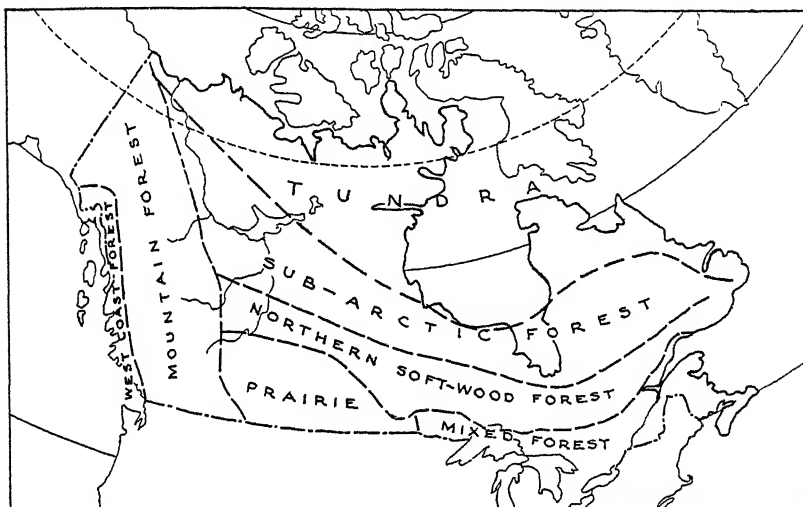 TUNDRA
SUB-ARCTIC FOREST
NORTHERN SOFT-WOOD FOREST
PRAIRIE
MIXED FOREST
MOUNTAIN FOREST
WEST COAST FOREST